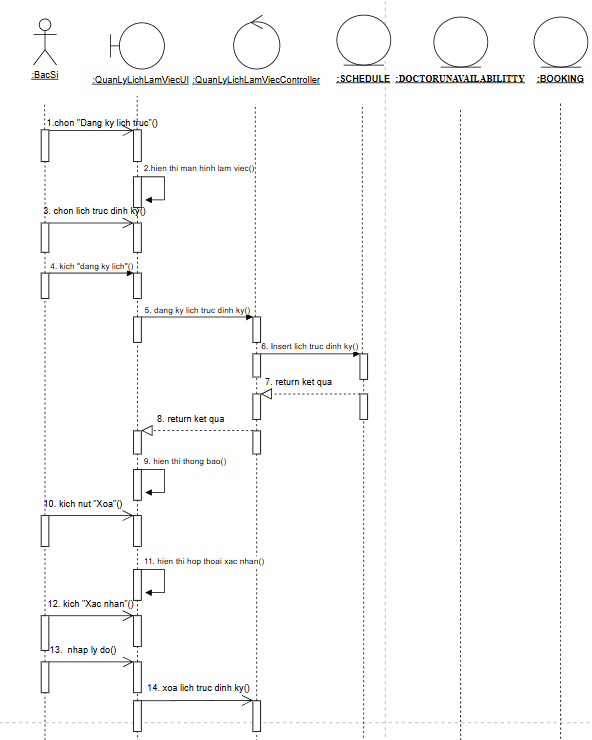 :BacSi
:QuanLyLichLamViecUI
:QuanLyLichLamViecController
:SCHEDULE
:DOCTORUNAVAILABILITTY
:BOOKING
1.chon "Dang ky lich truc"()
2.hien thi man hinh lam viec()
3. chon lich truc dinh ky()
4. kich "dang ky lich"()
5. dang ky lich truc dinh ky()
6. Insert lich truc dinh ky()
7. return ket qua
8. return ket qua
9. hien thi thong bao()
10. kich nut "Xoa"()
11. hien thi hop thoai xac nhan()
12. kich "Xac nhan"()
13. nhap ly do()
14. xoa lich truc dinh ky()